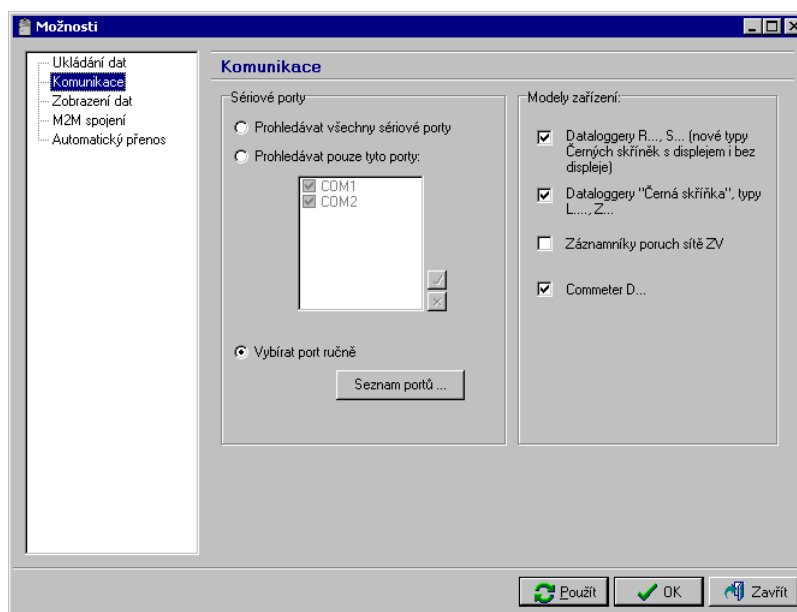 Možnosti
Ukládání dat
Komunikace
Zobrazení dat
M2M spojení
Automatický přenos
Komunikace
Sériové porty
Prohledávat všechny sériové porty
Prohledávat pouze tyto porty:
COM1
COM2
Vybírat port ručně
Seznam portů ...
Modely zařízení:
Dataloggery R..., S... (nové typy
Černých skříněk s displejem i bez
displeje)
Dataloggery "Černá skříňka", typy
L...., Z...
Záznamníky poruch sítě ZV
Commeter D...
Použít
OK
Zavřít